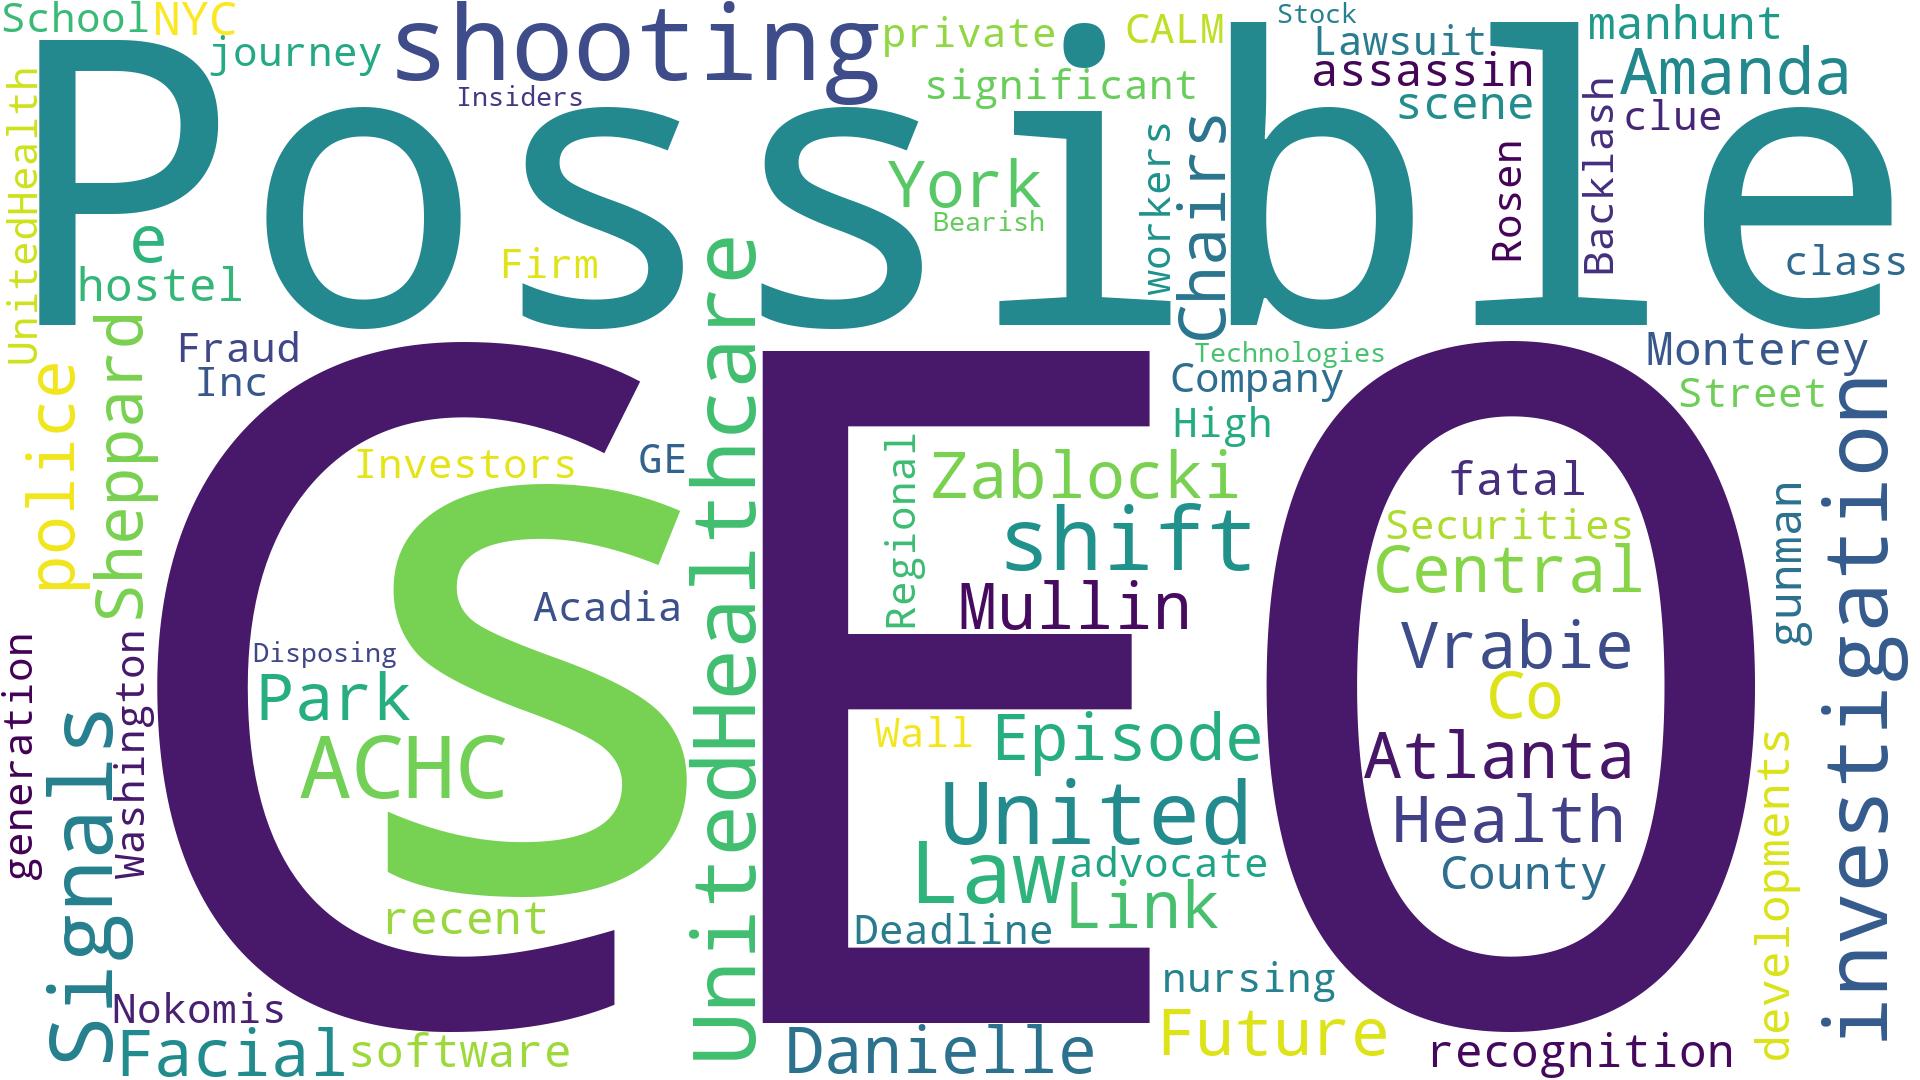 School
NYC
shooting
private
CALM
Stock
Lawsuit
manhunt
journey
Insiders
significant
assassin
scene
Amanda
clue
Possible
UnitedHealth
e
hostel
Firm
York
Bearish
workers
Chairs
Rosen
Backlash
class
Fraud
Inc
Technologies
Company
High
Monterey
Street
police
Sheppard
CEO
Investors
GE
s
UnitedHealthcare
Regional
Zablocki
shift
Mullin
fatal
Securities
Central
Vrabie
Co
Atlanta
Health
County
gunman
investigation
Acadia
Disposing
Park
ACHC
generation
Washington
Signals
Wall
Episode
United
Law
advocate
Link
Deadline
developments
recent
nursing
Nokomis
Facial
software
Danielle
Future
recognition